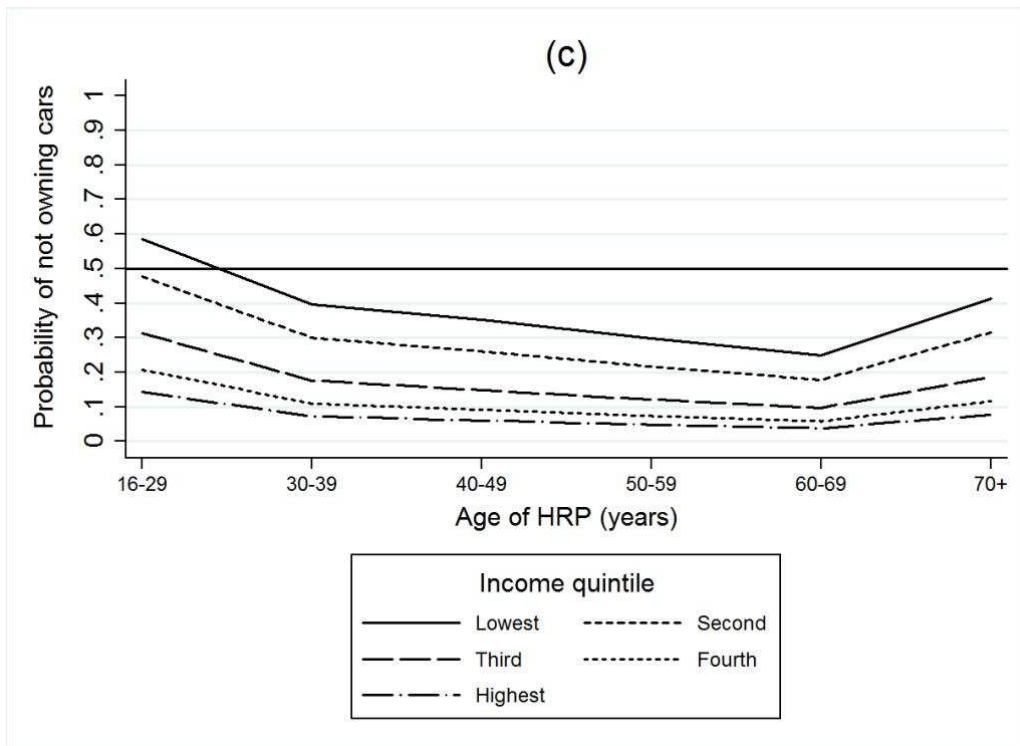 (c)
Probability of not owning cars
1
.9
.8
.7
.6
.5
.4
.3
.2
.1
0
16-29 30-39 40-49 50-59 60-69 70+
Age of HRP (years)
Income quintile
Lowest Second
Third Fourth
Highest